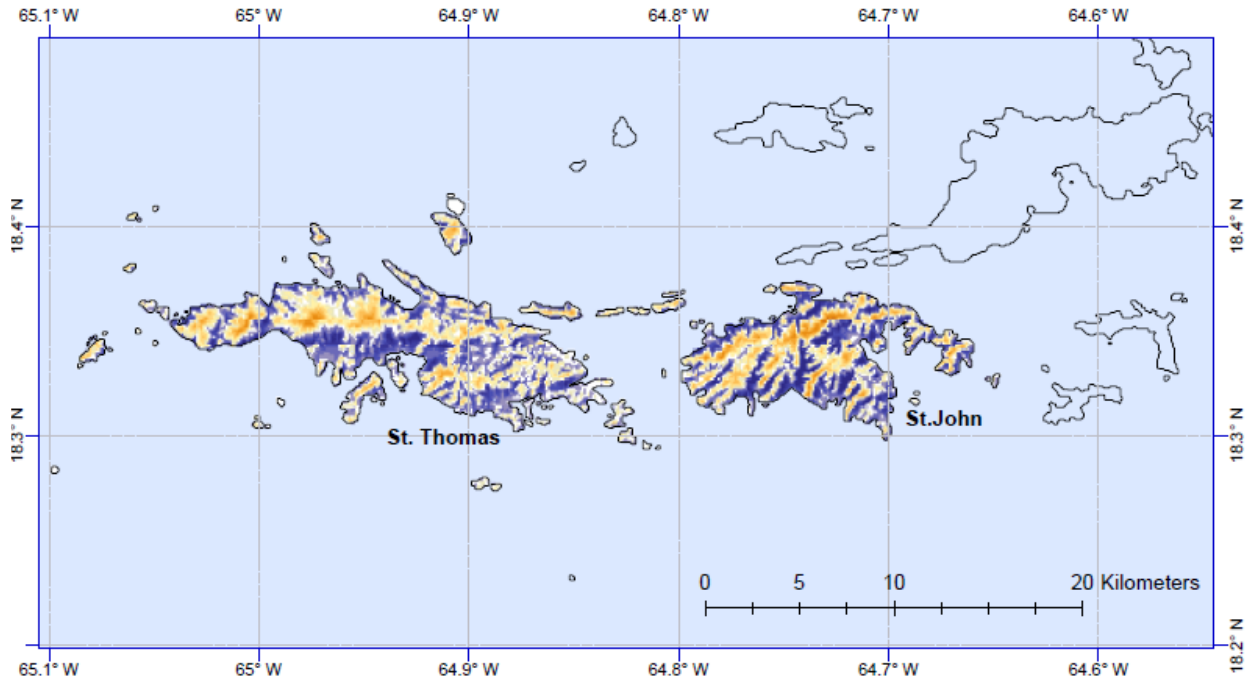 65.1° W 65° W 64.9° W 64.8° W 64.7° W 64.6° W
18.4° N 18.4° N
St.John
18.3° N St. Thomas 18.3° N
0 5 10 20 Kilometers
18.2° N
65.1° W 65° W 64.9° W 64.8° W 64.7° W 64.6° W